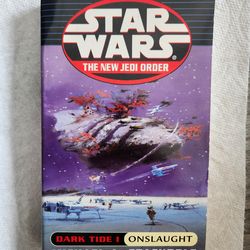 STAR
WARS®
THE NEW JEDI ORDER
DARK TIDE I ONSLAUGHT